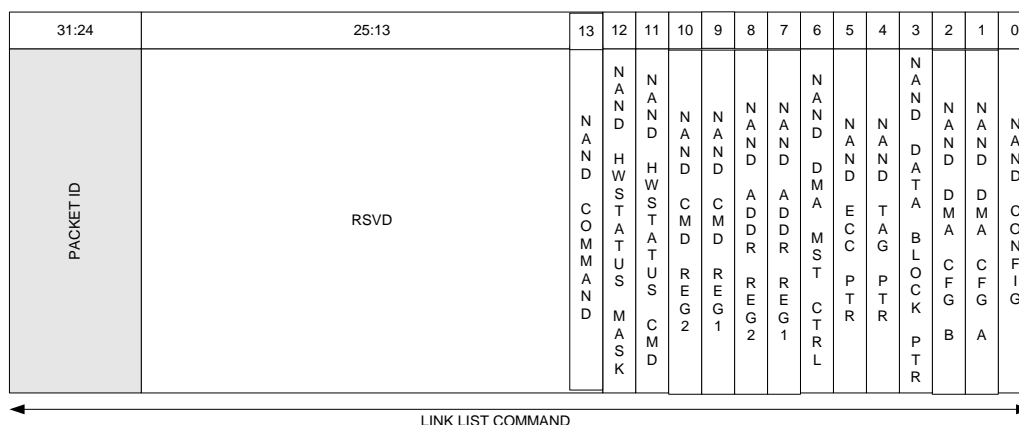 31:24 25:13 13 12 11 10 9 8 7 6 5 4 3 2 1 0
PACKET ID
RSVD
NAND COMMAND
NAND HWSTATUS MASK
NAND HWSTATUS CMD
NAND CMD REG2
NAND CMD REG1
NAND ADDR REG2
NAND ADDR REG1
NAND DMA MST CTRL
NAND ECC PTR
NAND TAG PTR
NAND DATA BLOCK PTR
NAND DMA CFG B
NAND DMA CFG A
NAND CONFIG
LINK LIST COMMAND